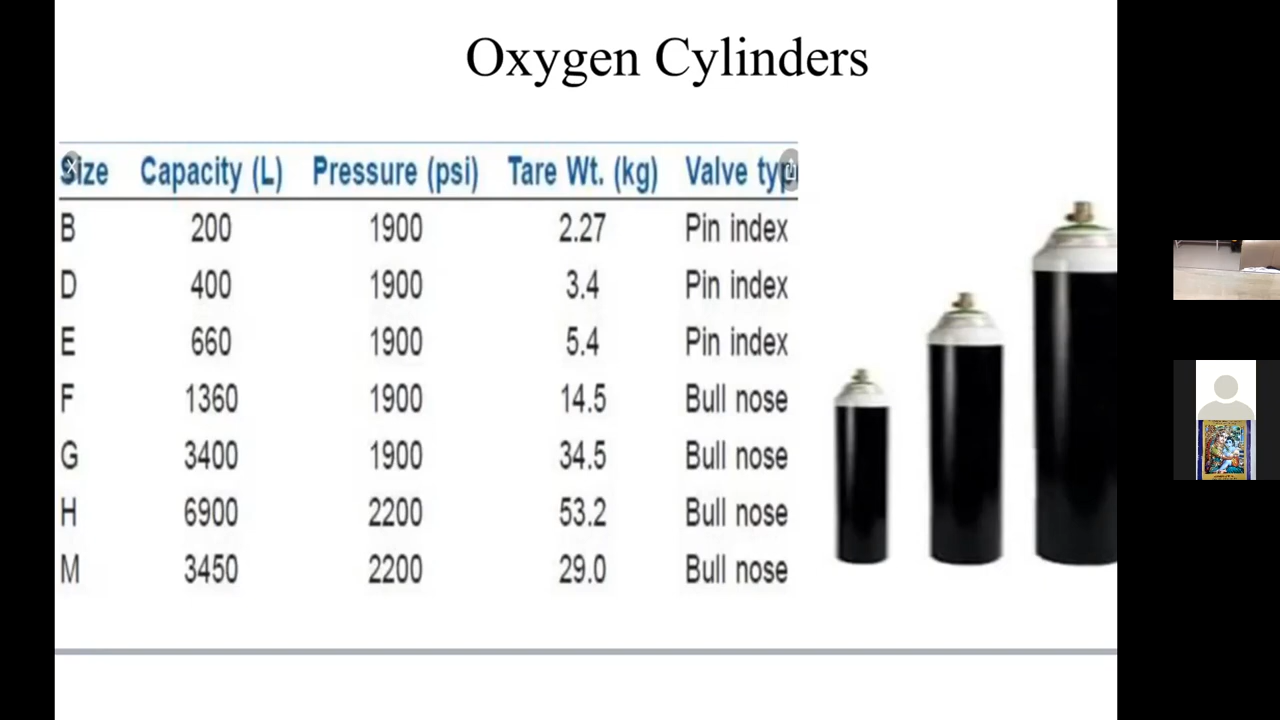 Oxygen Cylinders
Size Capacity (L) Pressure (psi) Tare Wt. (kg) Valve typ
B 200 1900 2.27 Pin index
D 400 1900 3.4 Pin index
E 660 1900 5.4 Pin index
F 1360 1900 14.5 Bull nose
G 3400 1900 34.5 Bull nose
H 6900 2200 53.2 Bull nose
M 3450 2200 29.0 Bull nose